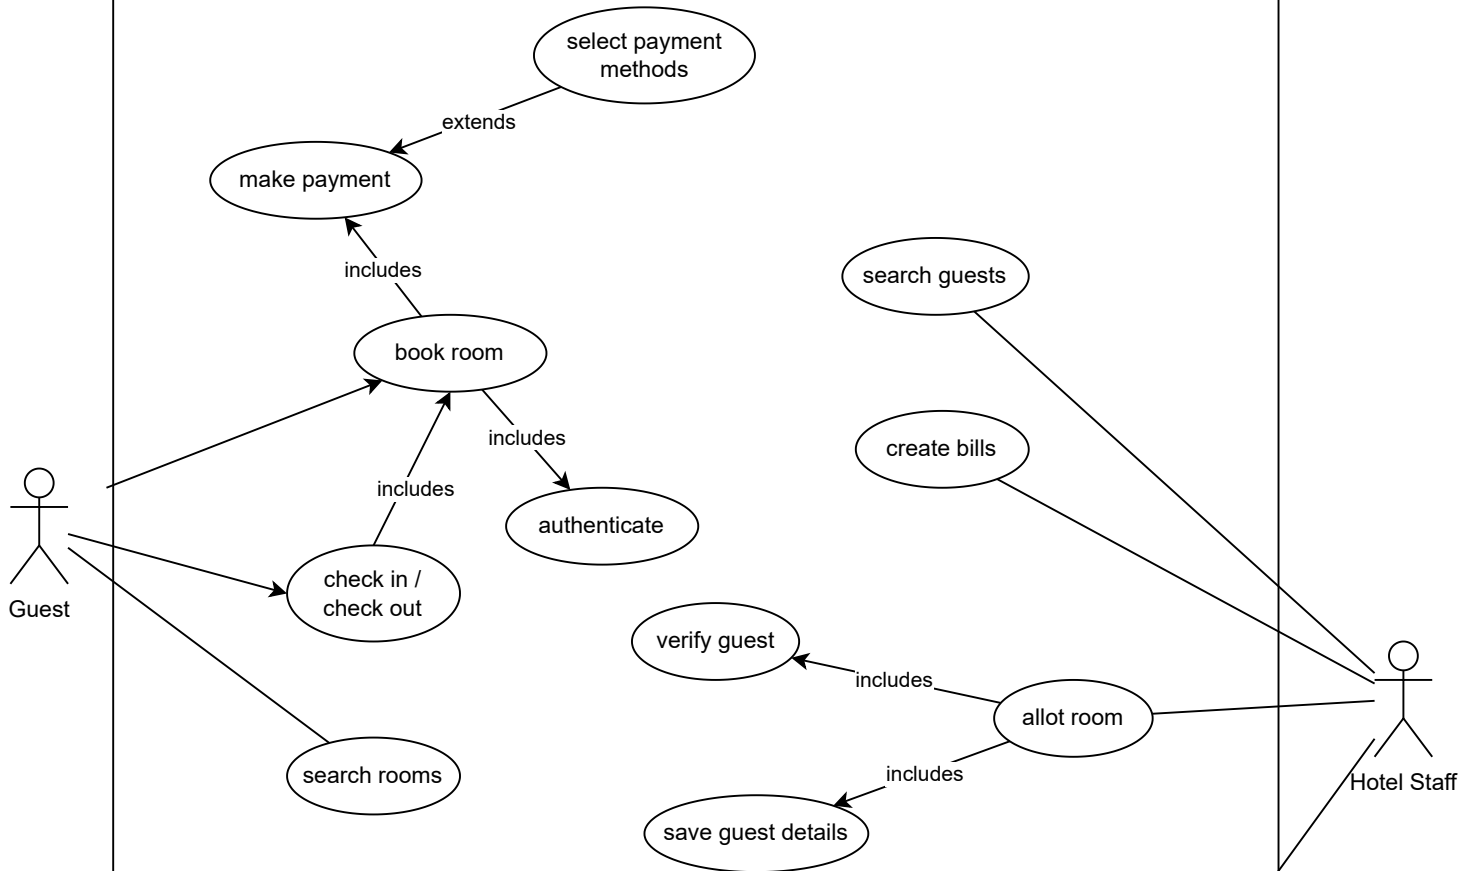 select payment
methods
extends
make payment
includes
search guests
book room
includes
create bills
includes
authenticate
check in /
check out
Guest
verify guest
includes
allot room
search rooms
includes
Hotel Staff
save guest details